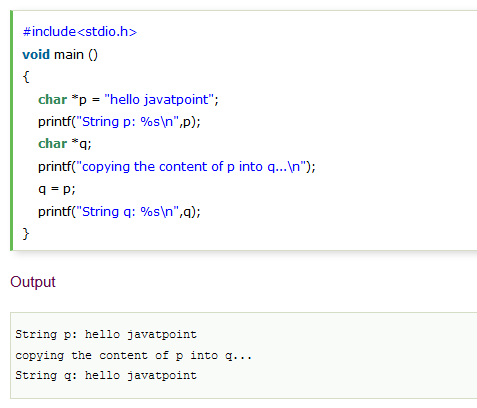 #include<stdio.h>
void main ()
{
char *p = "hello javatpoint";
printf("String p: %s\n",p);
char *q;
printf("copying the content of p into q...\n");
q = p;
printf("String q: %s\n",q);
}
Output
String p: hello javatpoint
copying the content of p into q...
String q: hello javatpoint